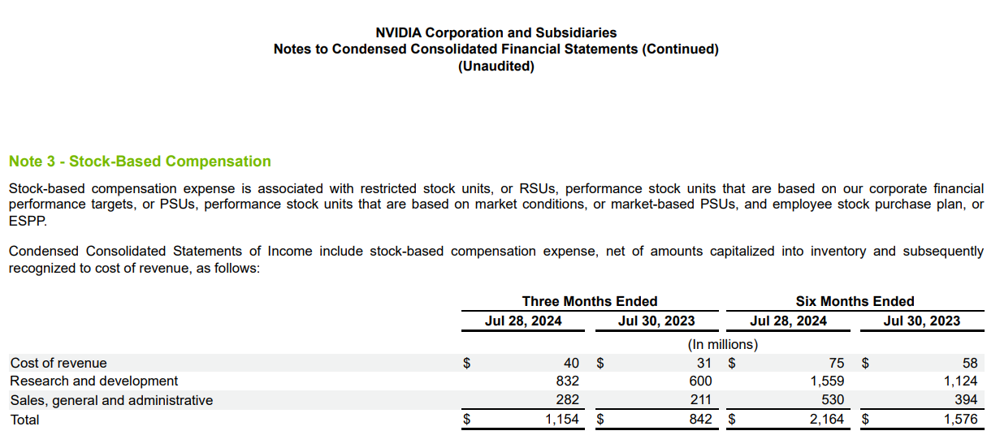 NVIDIA Corporation and Subsidiaries
Notes to Condensed Consolidated Financial Statements (Continued)
(Unaudited)
Note 3 - Stock-Based Compensation
Stock-based compensation expense is associated with restricted stock units, or RSUs, performance stock units that are based on our corporate financial
performance targets, or PSUs, performance stock units that are based on market conditions, or market-based PSUs, and employee stock purchase plan, or
ESPP.
Condensed Consolidated Statements of Income include stock-based compensation expense, net of amounts capitalized into inventory and subsequently
recognized to cost of revenue, as follows:
Three Months Ended Six Months Ended
Jul 28, 2024 Jul 30, 2023 Jul 28, 2024 Jul 30, 2023
(In millions)
Cost of revenue $ 40 $ 31 $ 75 $ 58
Research and development 832 600 1,559 1,124
Sales, general and administrative 282 211 530 394
Total $ 1,154 $ 842 $ 2,164 $ 1,576